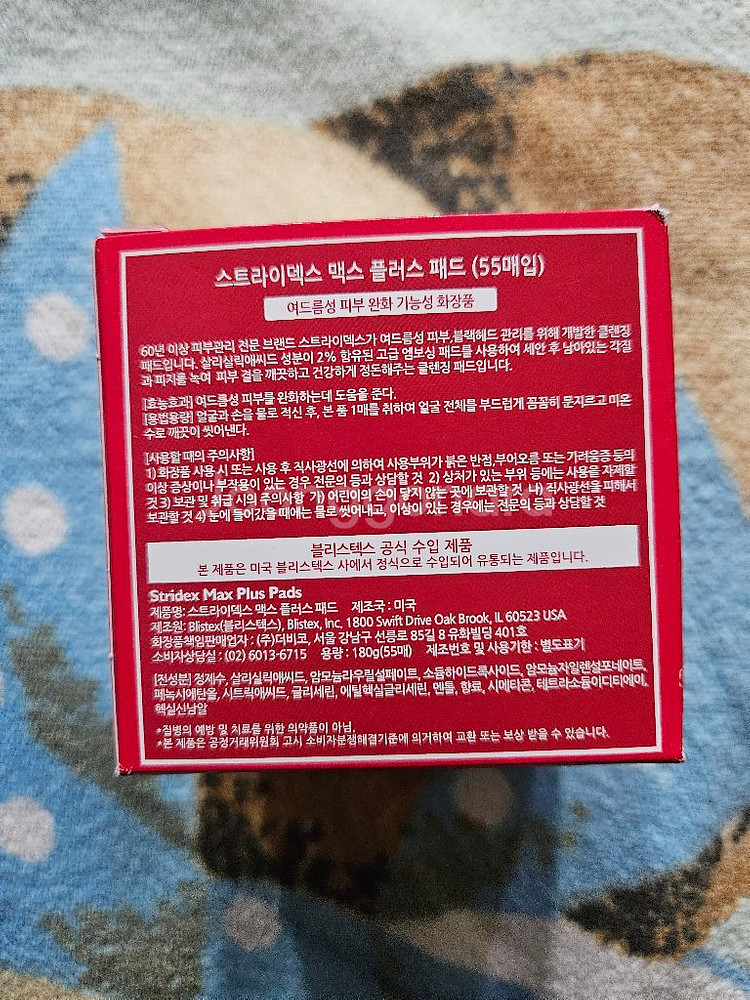 스트라이덱스 맥스 플러스 패드 (55매입)
여드름성 피부 완화 기능성 화장품
60년 이상 피부관리 전문 브랜드 스트라이덱스가 여드름성 피부,블랙헤드 관리를 위해 개발한 클렌징
패드입니다. 살리실릭애씨드 성분이 2% 함유된 고급 엠보싱 패드를 사용하여 세안 후 남아있는 각질
과 피지를 녹여 피부 결을 깨끗하고 건강하게 정돈해주는 클렌징 패드입니다.
[효능효과] 여드름성 피부를 완화하는데 도움을 준다.
[용법용량] 얼굴과 손을 물로 적신 후, 본 품 1매를 취하여 얼굴 전체를 부드럽게 꼼꼼히 문지르고 미온
수로 깨끗이 씻어낸다.
[사용할 때의 주의사항]
1) 화장품 사용 시 또는 사용 후 직사광선에 의하여 사용부위가 붉은 반점,부어오름 또는 가려움증 등의
이상 증상이나 부작용이 있는 경우 전문의 등과 상담할 것 2) 상처가 있는 부위 등에는 사용을 자제할
것 3) 보관 및 취급 시의 주의사항 가) 어린이의 손이 닿지 않는 곳에 보관할 것 나) 직사광선을 피해서
보관할 것 4) 눈에 들어갔을 때에는 물로 씻어내고, 이상이 있는 경우에는 전문의 등과 상담할 것
블리스텍스 공식 수입 제품
본 제품은 미국 블리스텍스 사에서 정식으로 수입되어 유통되는 제품입니다.
Stridex Max Plus Pads
제품명: 스트라이덱스 맥스 플러스 패드 제조국 : 미국
제조원: Blistex(블리스텍스), Blistex, Inc. 1800 Swift Drive Oak Brook, IL 60523 USA
화장품책임판매업자 : (주)더비코, 서울 강남구 선릉로 85길 8 유화빌딩 401호
소비자상담실 : (02) 6013-6715 용량 : 180g(55매) 제조번호 및 사용기한 : 별도표기
[전성분] 정제수, 살리실릭애씨드, 암모늄라우릴설페이트, 소듐하이드록사이드, 암모늄자일렌설포네이트,
페녹시에탄올, 시트릭애씨드, 글리세린, 에틸헥실글리세린, 멘톨, 향료, 시메티콘, 테트라소듐이디티에이,
헥실신남알
*질병의 예방 및 치료를 위한 의약품이 아님.
*본 제품은 공정거래위원회 고시 소비자분쟁해결기준에 의거하여 교환 또는 보상 받을 수 있습니다.